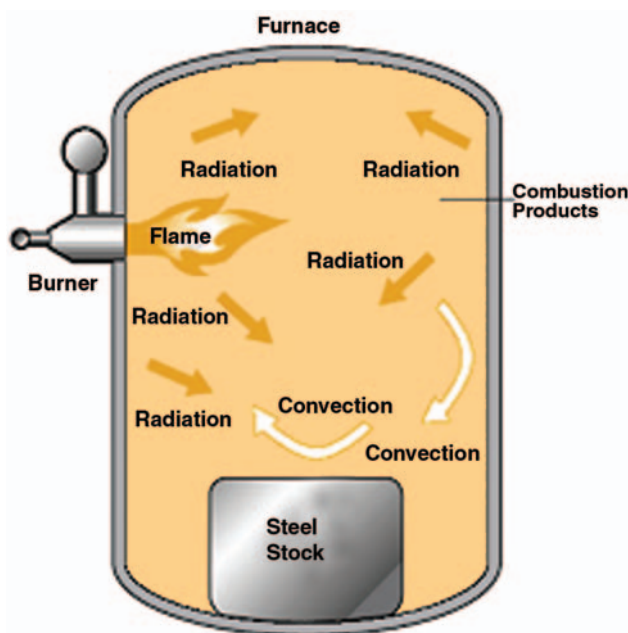 Furnace
Radiation
Radiation
Combustion
Products
Flame
Radiation
Burner
Radiation
Convection
Radiation
Convection
Steel
Stock